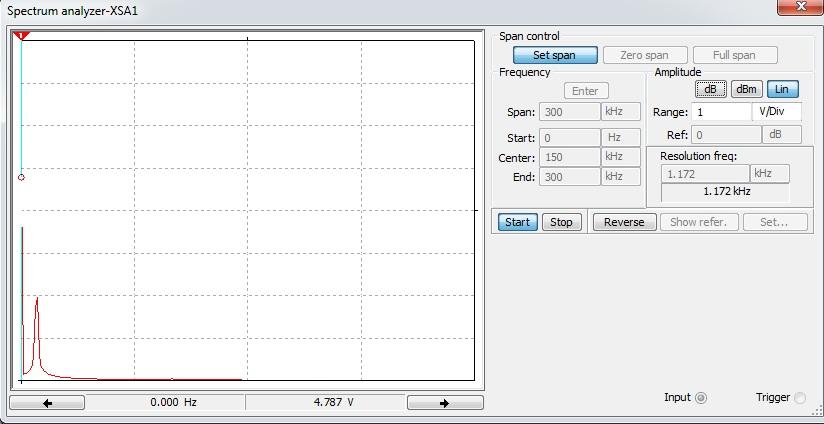 Spectrum analyzer-XSA1
1
Span control
Set span Zero span Full span
Frequency
Enter
Span: 300 kHz
Start: 0 Hz
Center: 150 kHz
End: 300 kHz
Amplitude
dB dBm Lin
Range: 1 V/Div
Ref: 0 dB
Resolution freq:
1.172 kHz
1.172 kHz
Start Stop Reverse Show refer. Set...
0.000 Hz 4.787 V
Input Trigger